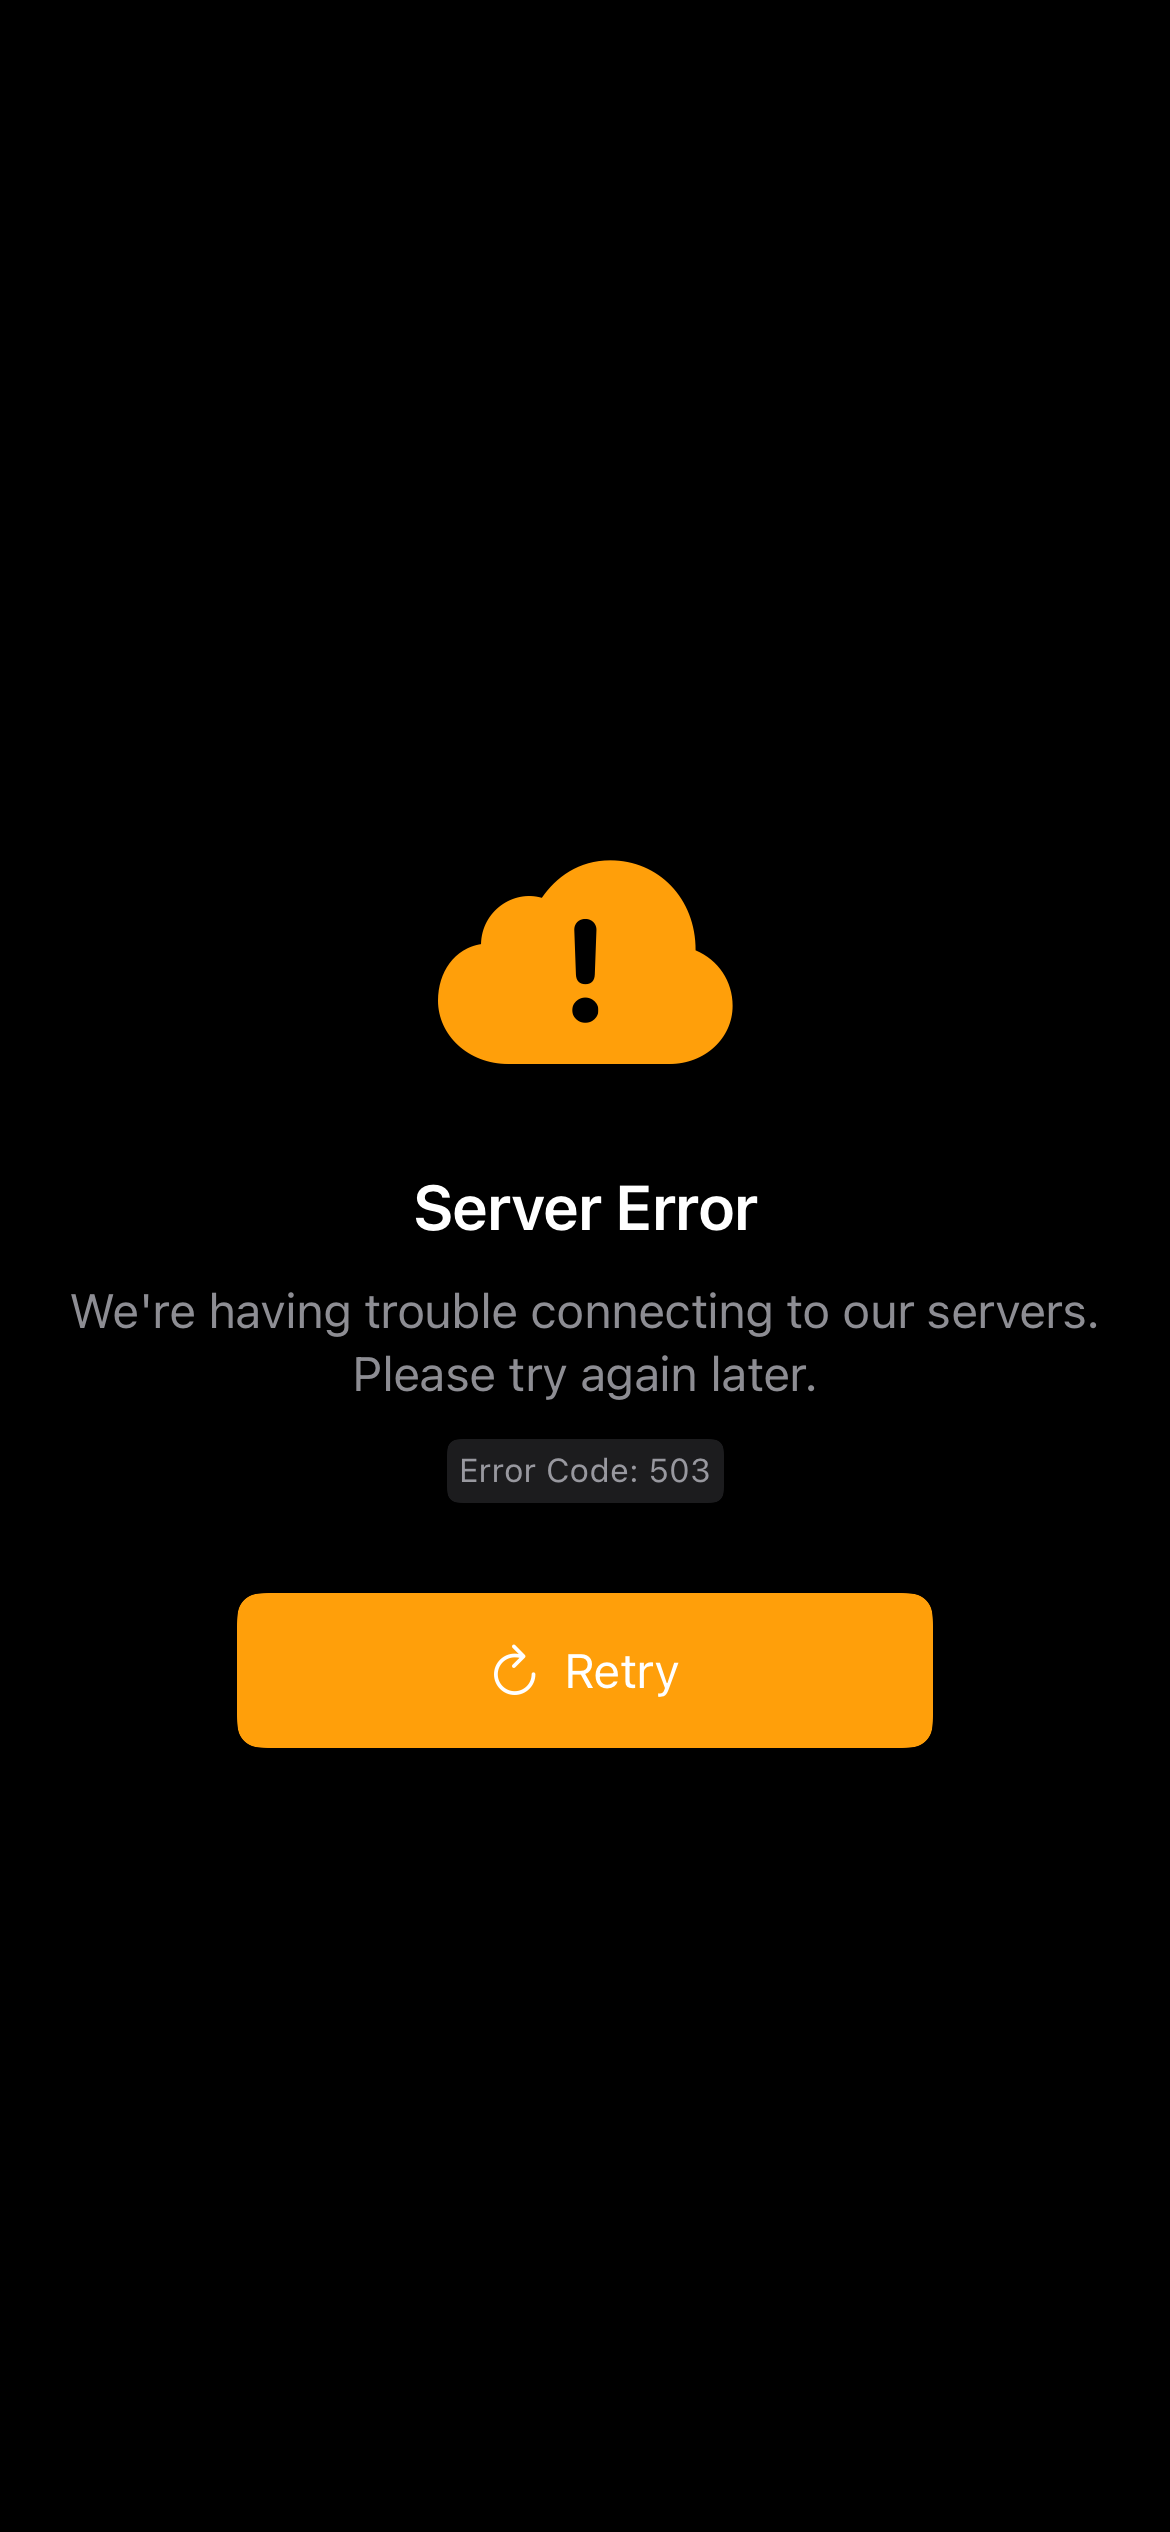 Server Error
We're having trouble connecting to our servers.
Please try again later.
Error Code: 503
Retry